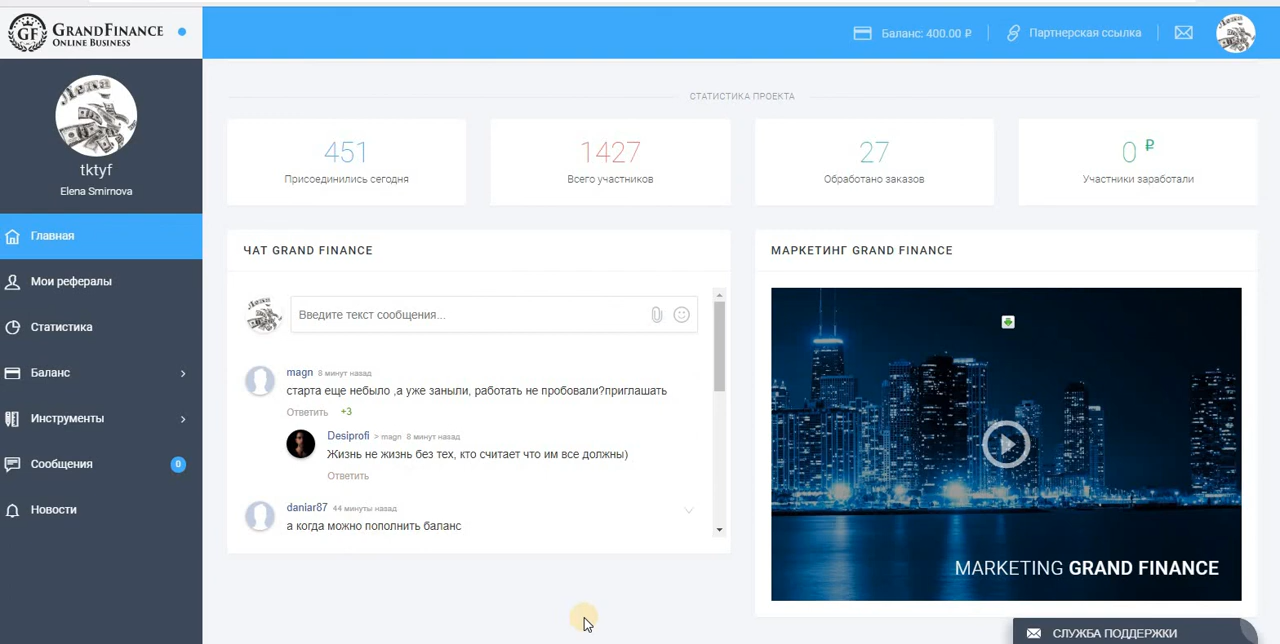 GF GRANDFINANCE
ONLINE BUSINESS
Баланс: 400.00 ₽
Партнерская ссылка
Лена
tktyf
Elena Smirnova
Главная
Мои рефералы
Статистика
Баланс
Инструменты
Сообщения 0
Новости
СТАТИСТИКА ПРОЕКТА
451
Присоединились сегодня
1427
Всего участников
27
Обработано заказов
0 ₽
Участники заработали
ЧАТ GRAND FINANCE
Лена
Введите текст сообщения...
magn 8 минут назад
старта еще небыло ,а уже заныли, работать не пробовали?приглашать
Ответить +3
Desiprofi > magn 8 минут назад
Жизнь не жизнь без тех, кто считает что им все должны)
Ответить
daniar87 44 минуты назад
а когда можно пополнить баланс
МАРКЕТИНГ GRAND FINANCE
MARKETING GRAND FINANCE
СЛУЖБА ПОДДЕРЖКИ